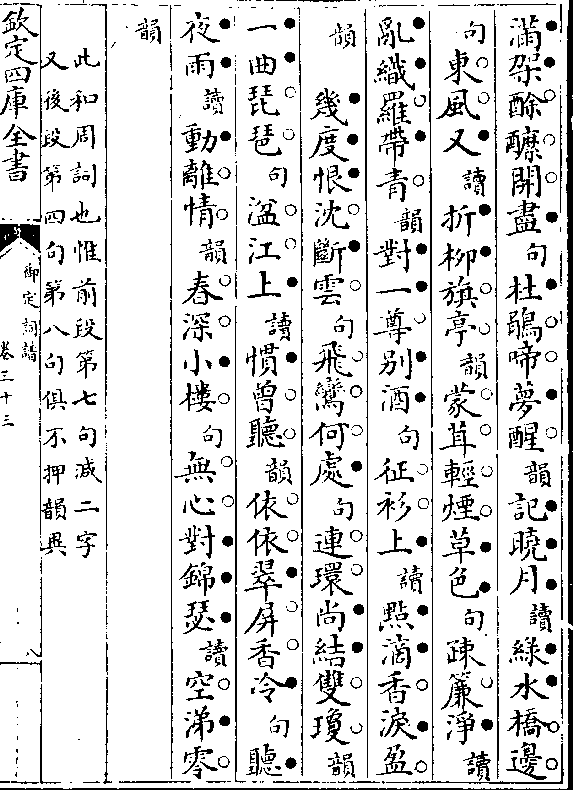 滿架酴醾開盡句杜鵑啼夢醒韻記曉月讀綠水橋邊
句東風又讀折柳旗亭韻蒙茸輕煙草色句疎簾淨讀
亂織羅帶青韻對一尊别酒句征衫上讀點滴香淚盈
韻幾度恨沈斷雲句飛鸞何處句連環尚結雙瓊韻
一曲琵琶句湓江上讀慣曾聽韻依依翠屏香冷句聽
夜雨讀動離情韻春深小樓句無心對錦瑟讀空涕零
韻
此和周詞也惟前段第七句減二字
又後段第四句第八句俱不押韻異
欽定四庫全書
御定詞譜
卷三十三
八